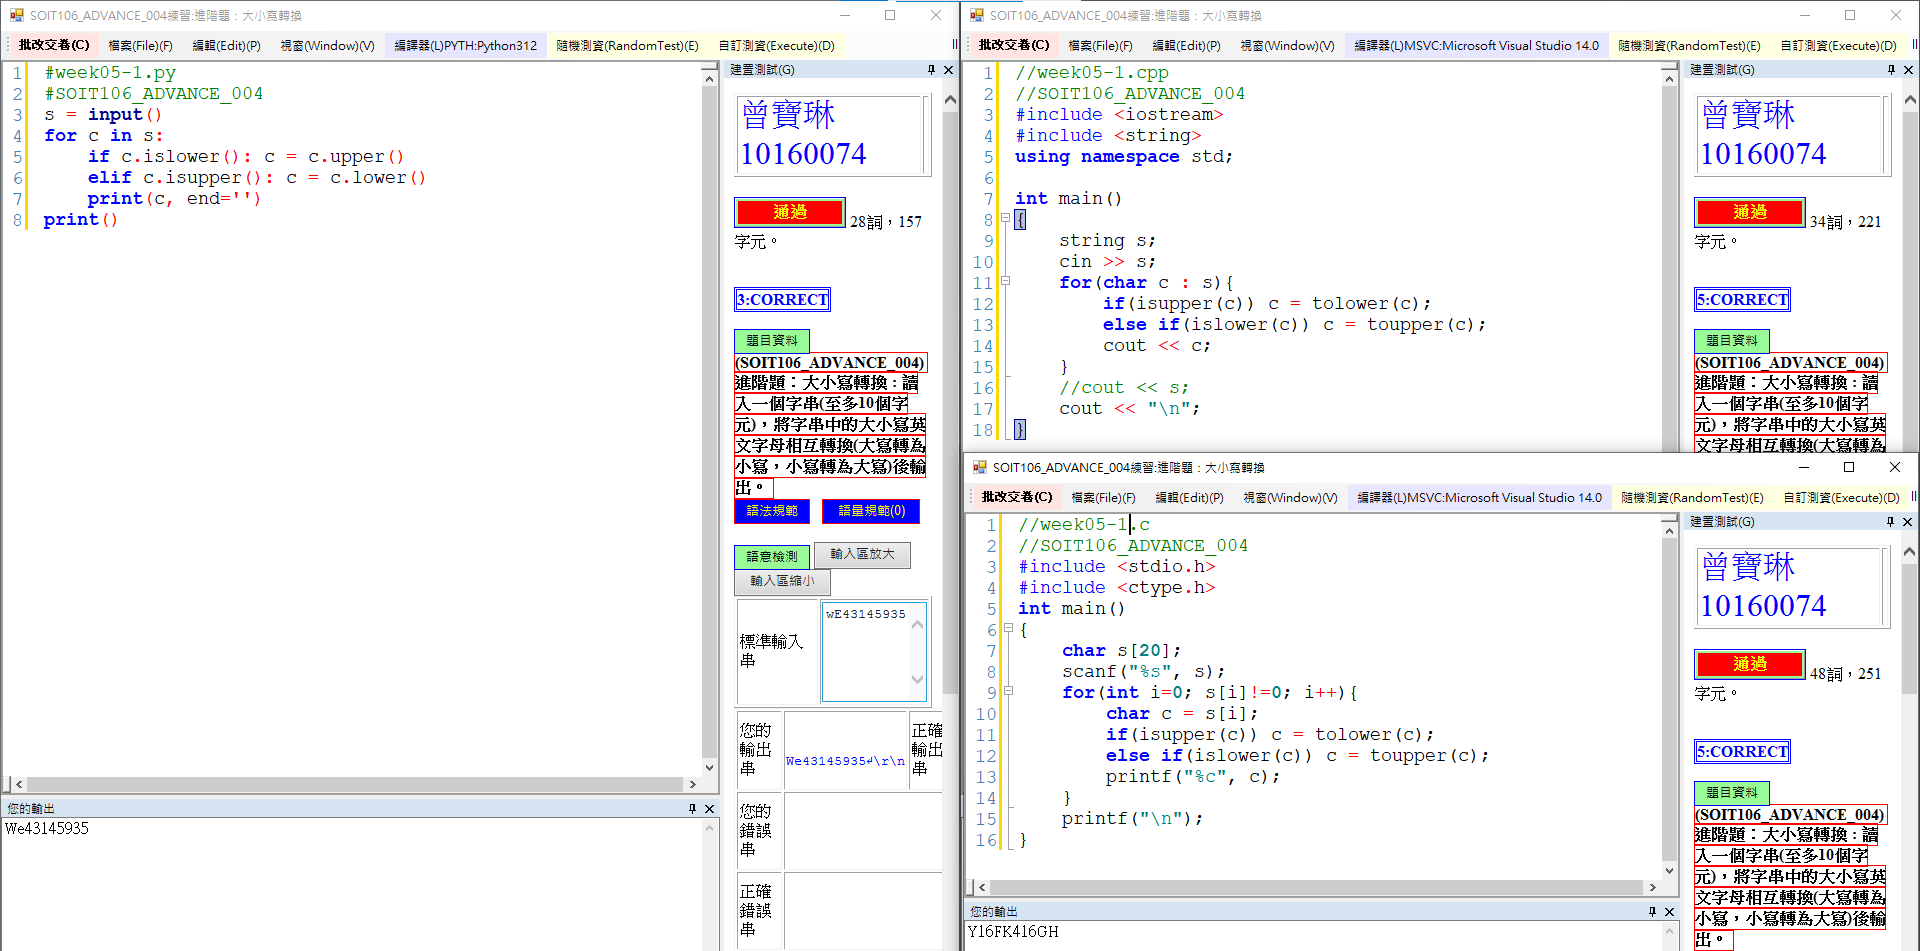 SOIT106_ADVANCE_004練習:進階題：大小寫轉換
批改交卷(C) 檔案(File)(F) 編輯(Edit)(P) 視窗(Window)(V) 編譯器(L)PYTH:Python312 隨機測資(RandomTest)(E) 自訂測資(Execute)(D)
1 #week05-1.py
2 #SOIT106_ADVANCE_004
3 s = input()
4 for c in s:
5     if c.islower(): c = c.upper()
6     elif c.isupper(): c = c.lower()
7     print(c, end='')
8 print()
建置測試(G)
曾寶琳
10160074
通過 28詞，157
字元。
3:CORRECT
題目資料
(SOIT106_ADVANCE_004)
進階題：大小寫轉換：讀
入一個字串(至多10個字
元)，將字串中的大小寫英
文字母相互轉換(大寫轉為
小寫，小寫轉為大寫)後輸
出。
語法規範 語量規範(0)
語意檢測 輸入區放大
輸入區縮小
標準輸入串 wE43145935
您的輸出串 We43145935↲\r\n 正確輸出串
您的錯誤串
正確錯誤串
您的輸出
We43145935
SOIT106_ADVANCE_004練習:進階題：大小寫轉換
批改交卷(C) 檔案(File)(F) 編輯(Edit)(P) 視窗(Window)(V) 編譯器(L)MSVC:Microsoft Visual Studio 14.0 隨機測資(RandomTest)(E) 自訂測資(Execute)(D)
1 //week05-1.cpp
2 //SOIT106_ADVANCE_004
3 #include <iostream>
4 #include <string>
5 using namespace std;
6
7 int main()
8 {
9     string s;
10     cin >> s;
11     for(char c : s){
12         if(isupper(c)) c = tolower(c);
13         else if(islower(c)) c = toupper(c);
14         cout << c;
15     }
16     //cout << s;
17     cout << "\n";
18 }
建置測試(G)
曾寶琳
10160074
通過 34詞，221
字元。
5:CORRECT
題目資料
(SOIT106_ADVANCE_004)
進階題：大小寫轉換：讀
入一個字串(至多10個字
元)，將字串中的大小寫英
文字母相互轉換(大寫轉為
SOIT106_ADVANCE_004練習:進階題：大小寫轉換
批改交卷(C) 檔案(File)(F) 編輯(Edit)(P) 視窗(Window)(V) 編譯器(L)MSVC:Microsoft Visual Studio 14.0 隨機測資(RandomTest)(E) 自訂測資(Execute)(D)
1 //week05-1.c
2 //SOIT106_ADVANCE_004
3 #include <stdio.h>
4 #include <ctype.h>
5 int main()
6 {
7     char s[20];
8     scanf("%s", s);
9     for(int i=0; s[i]!=0; i++){
10         char c = s[i];
11         if(isupper(c)) c = tolower(c);
12         else if(islower(c)) c = toupper(c);
13         printf("%c", c);
14     }
15     printf("\n");
16 }
建置測試(G)
曾寶琳
10160074
通過 48詞，251
字元。
5:CORRECT
題目資料
(SOIT106_ADVANCE_004)
進階題：大小寫轉換：讀
入一個字串(至多10個字
元)，將字串中的大小寫英
文字母相互轉換(大寫轉為
小寫，小寫轉為大寫)後輸
出。
您的輸出
Y16FK416GH